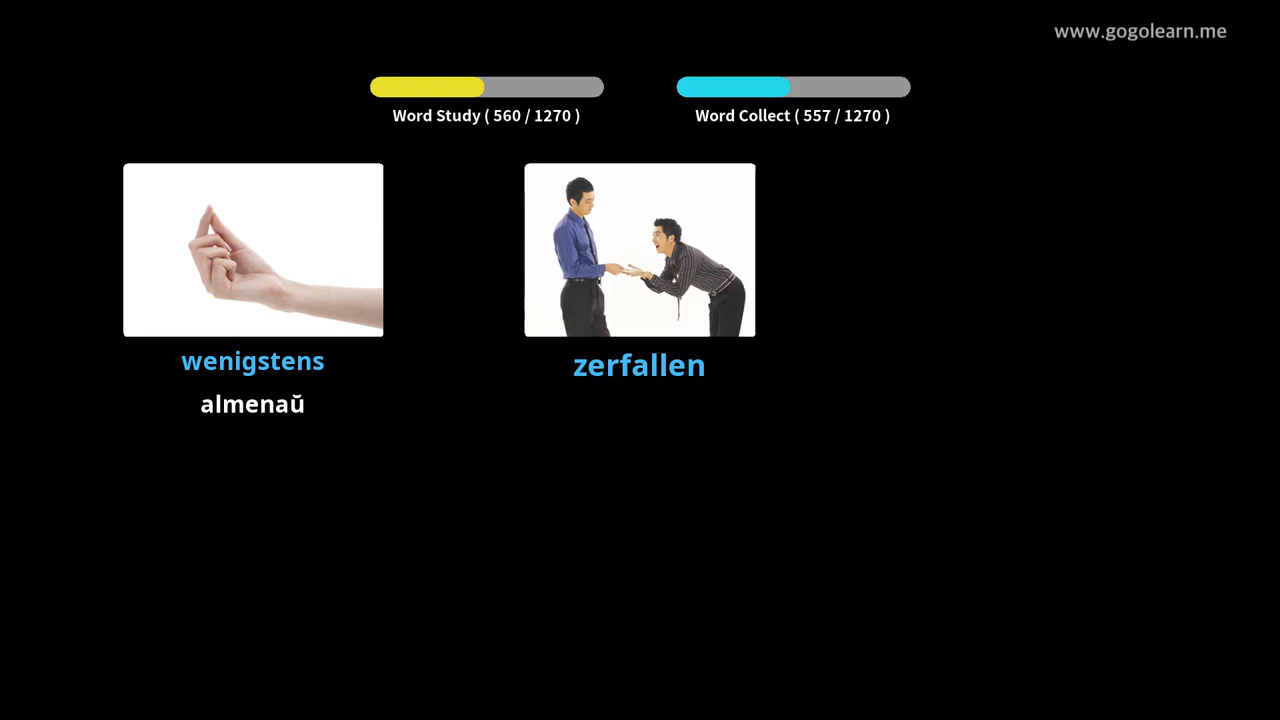 www.gogolearn.me
Word Study ( 560 / 1270 )
Word Collect ( 557 / 1270 )
wenigstens
almenaŭ
zerfallen